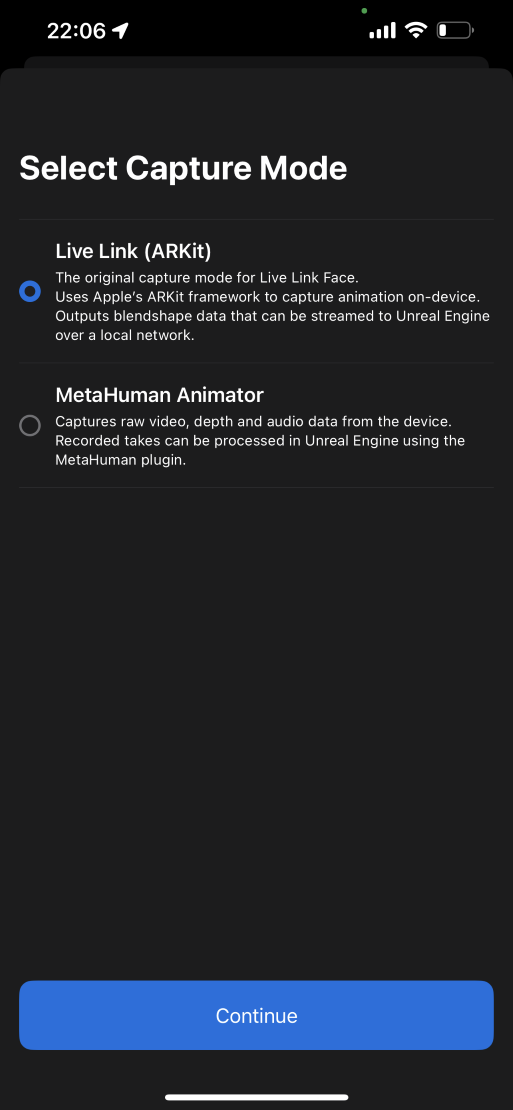 22:06
Select Capture Mode
Live Link (ARKit)
The original capture mode for Live Link Face.
Uses Apple's ARKit framework to capture animation on-device.
Outputs blendshape data that can be streamed to Unreal Engine
over a local network.
MetaHuman Animator
Captures raw video, depth and audio data from the device.
Recorded takes can be processed in Unreal Engine using the
MetaHuman plugin.
Continue